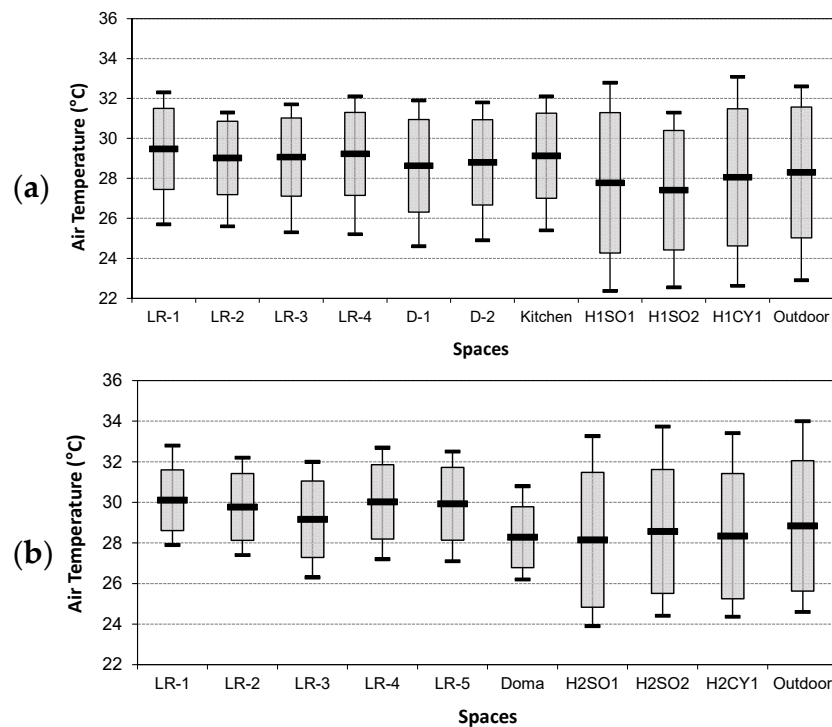 36
34
32
30
28
26
24
22
Air Temperature (°C)
(a)
LR-1 LR-2 LR-3 LR-4 D-1 D-2 Kitchen H1SO1 H1SO2 H1CY1 Outdoor
Spaces
36
34
32
30
28
26
24
22
Air Temperature (°C)
(b)
LR-1 LR-2 LR-3 LR-4 LR-5 Doma H2SO1 H2SO2 H2CY1 Outdoor
Spaces